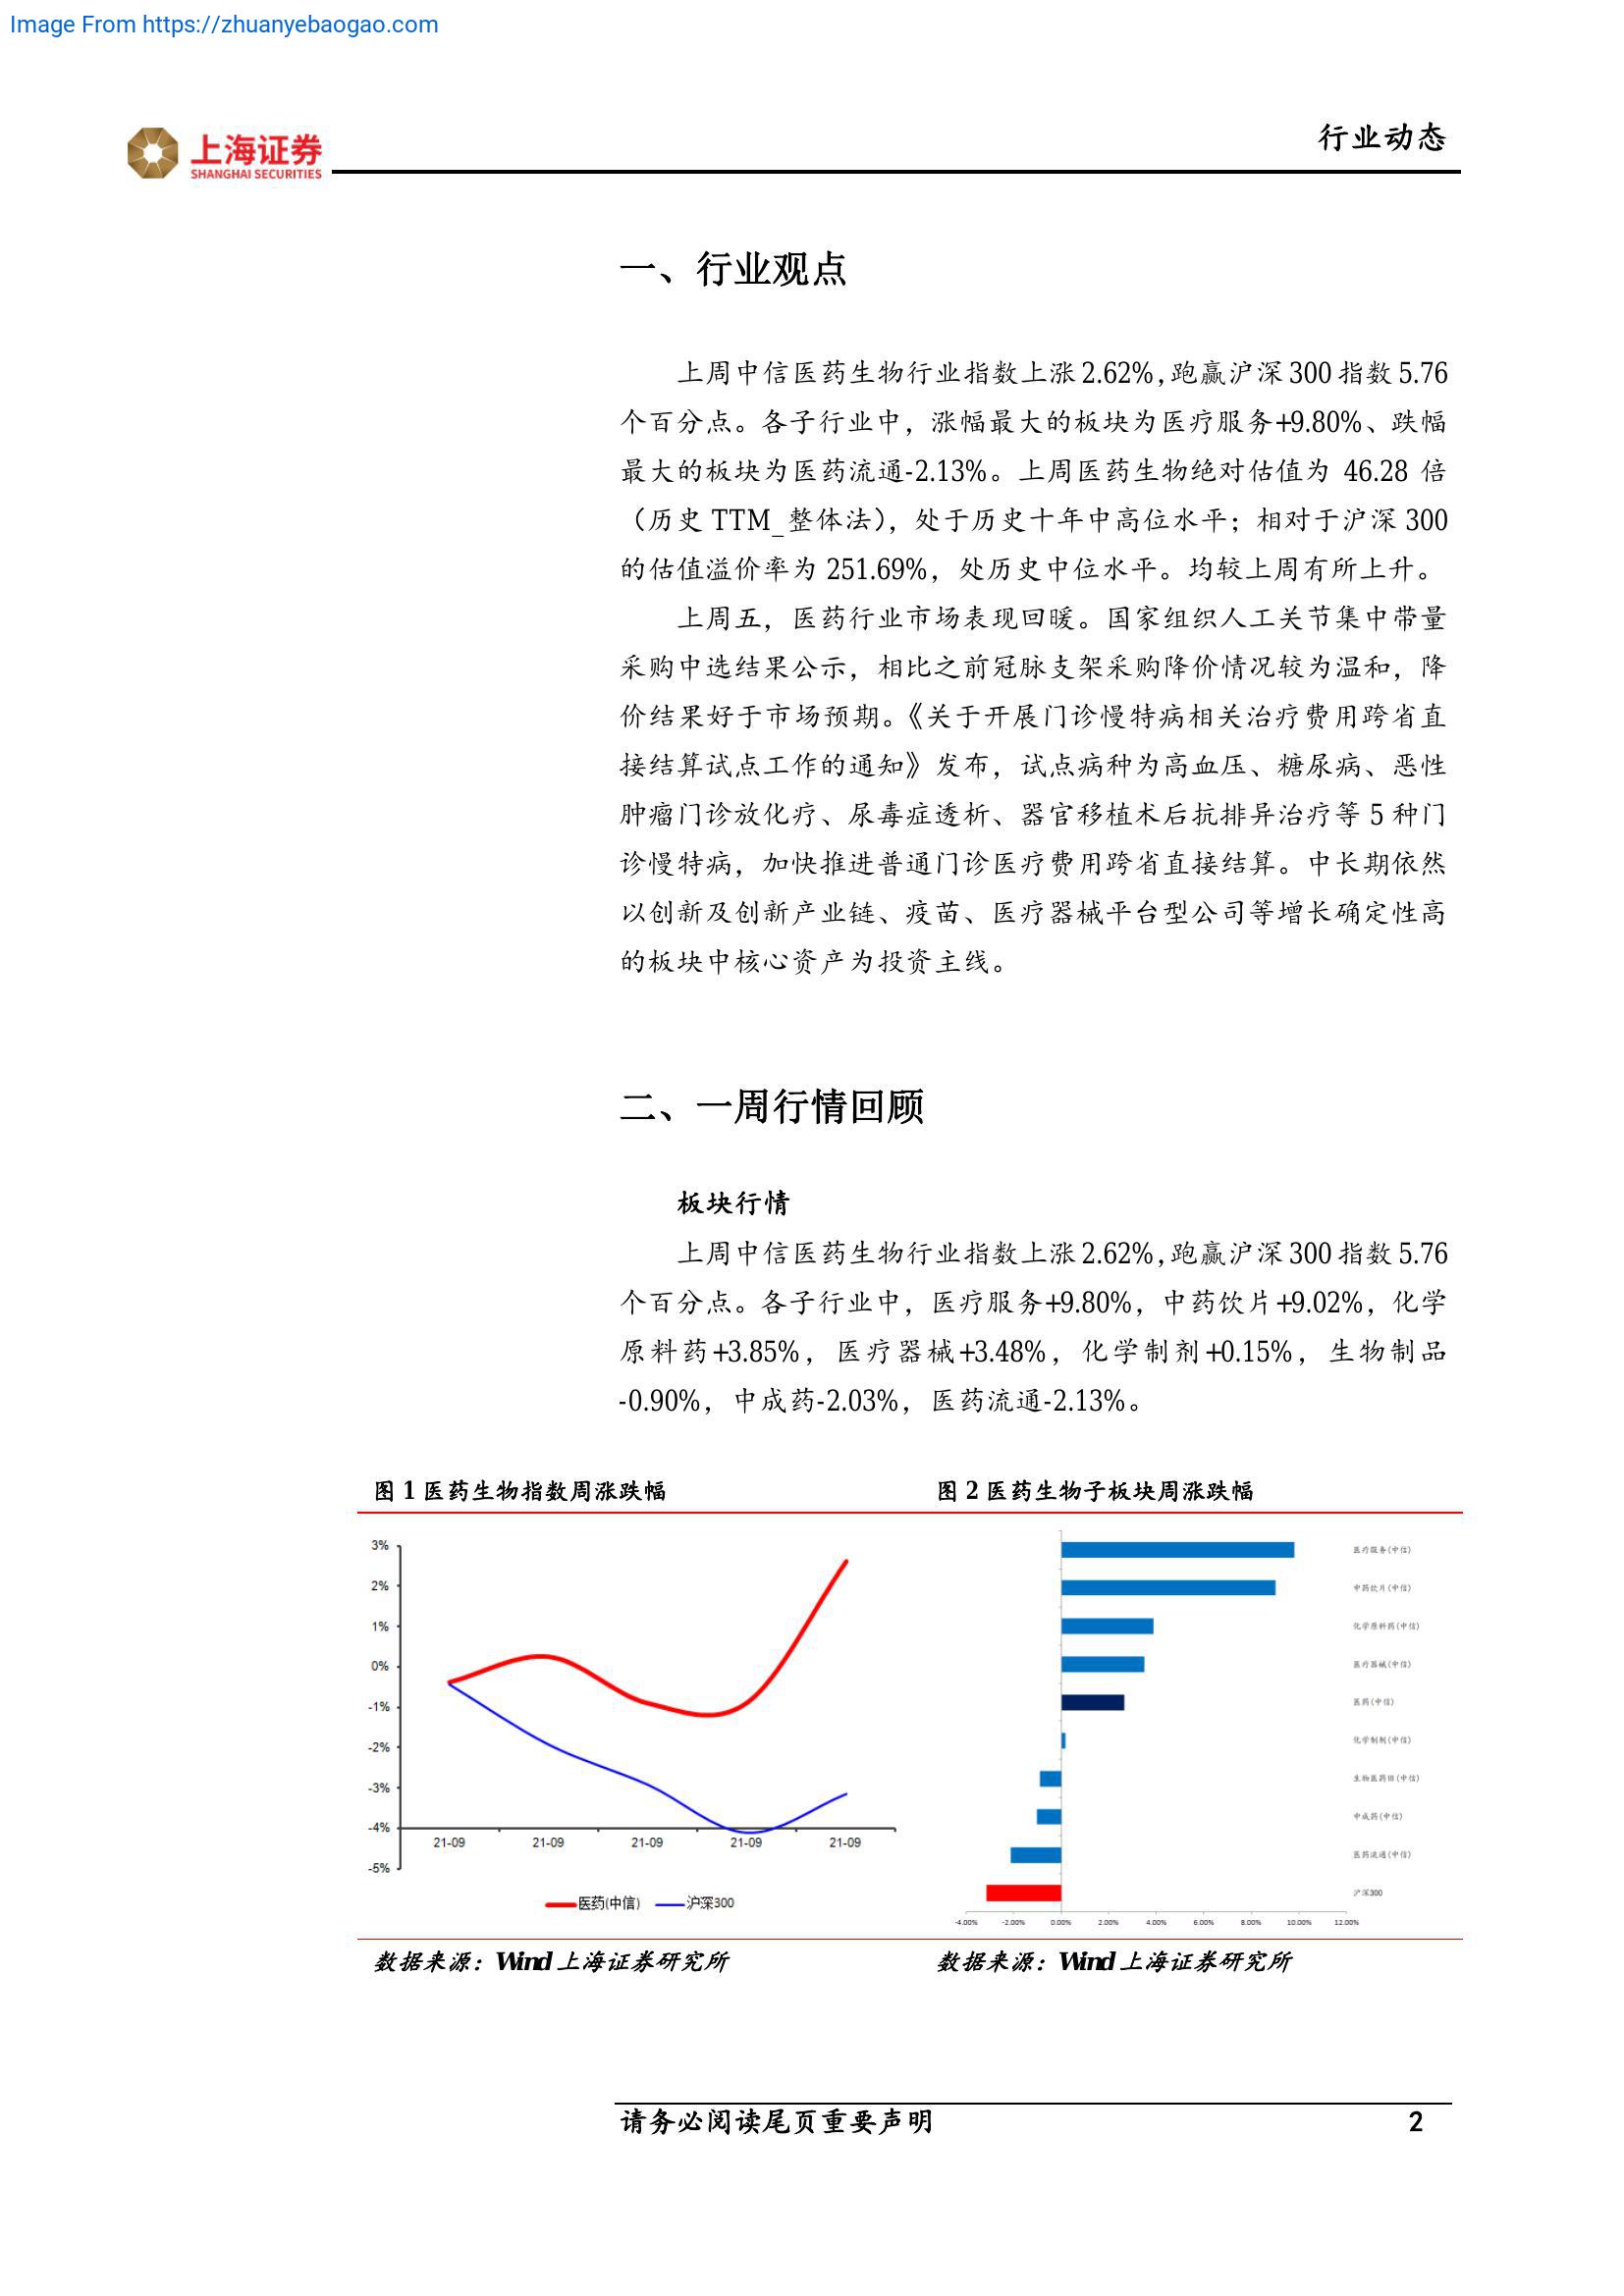 Image From https://zhuanyebaogao.com
上海证券
SHANGHAI SECURITIES
行业动态
一、行业观点
上周中信医药生物行业指数上涨2.62%,跑赢沪深300指数5.76
个百分点。各子行业中，涨幅最大的板块为医疗服务+9.80%、跌幅
最大的板块为医药流通-2.13%。上周医药生物绝对估值为 46.28 倍
（历史 TTM_整体法），处于历史十年中高位水平；相对于沪深 300
的估值溢价率为 251.69%，处历史中位水平。均较上周有所上升。
上周五，医药行业市场表现回暖。国家组织人工关节集中带量
采购中选结果公示，相比之前冠脉支架采购降价情况较为温和，降
价结果好于市场预期。《关于开展门诊慢特病相关治疗费用跨省直
接结算试点工作的通知》发布，试点病种为高血压、糖尿病、恶性
肿瘤门诊放化疗、尿毒症透析、器官移植术后抗排异治疗等 5 种门
诊慢特病，加快推进普通门诊医疗费用跨省直接结算。中长期依然
以创新及创新产业链、疫苗、医疗器械平台型公司等增长确定性高
的板块中核心资产为投资主线。
二、一周行情回顾
板块行情
上周中信医药生物行业指数上涨2.62%,跑赢沪深300指数5.76
个百分点。各子行业中，医疗服务+9.80%，中药饮片+9.02%，化学
原料药+3.85%，医疗器械+3.48%，化学制剂+0.15%，生物制品
-0.90%，中成药-2.03%，医药流通-2.13%。
图 1 医药生物指数周涨跌幅
3%
2%
1%
0%
-1%
-2%
-3%
-4%
-5%
21-09 21-09 21-09 21-09 21-09
医药(中信) 沪深300
数据来源：Wind 上海证券研究所
图 2 医药生物子板块周涨跌幅
医疗服务(中信)
中药饮片(中信)
化学原料药(中信)
医疗器械(中信)
医药(中信)
化学制剂(中信)
生物医药III(中信)
中成药(中信)
医药流通(中信)
沪深300
-4.00% -2.00% 0.00% 2.00% 4.00% 6.00% 8.00% 10.00% 12.00%
数据来源：Wind 上海证券研究所
请务必阅读尾页重要声明
2